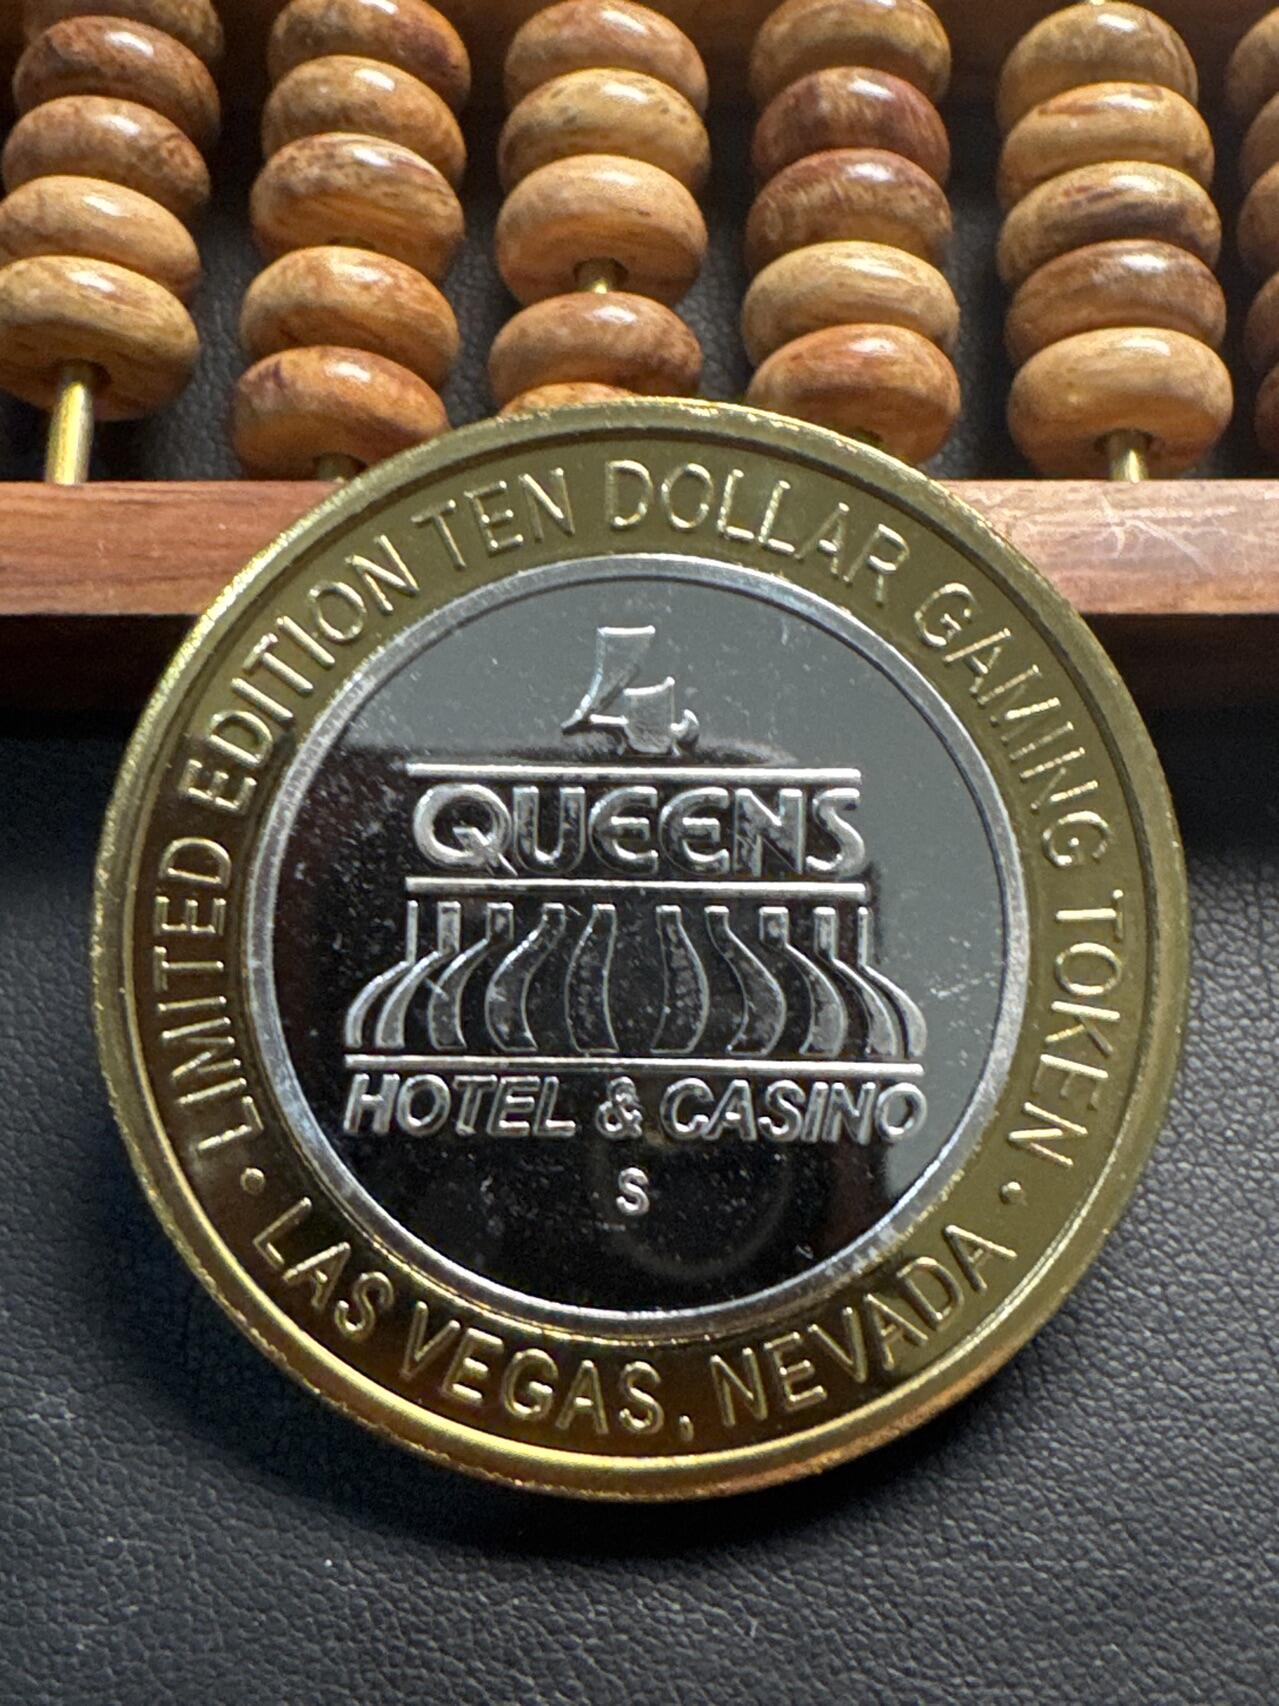 LIMITED EDITION TEN DOLLAR GAMING TOKEN
4
QUEENS
HOTEL & CASINO
S
• LAS VEGAS, NEVADA •